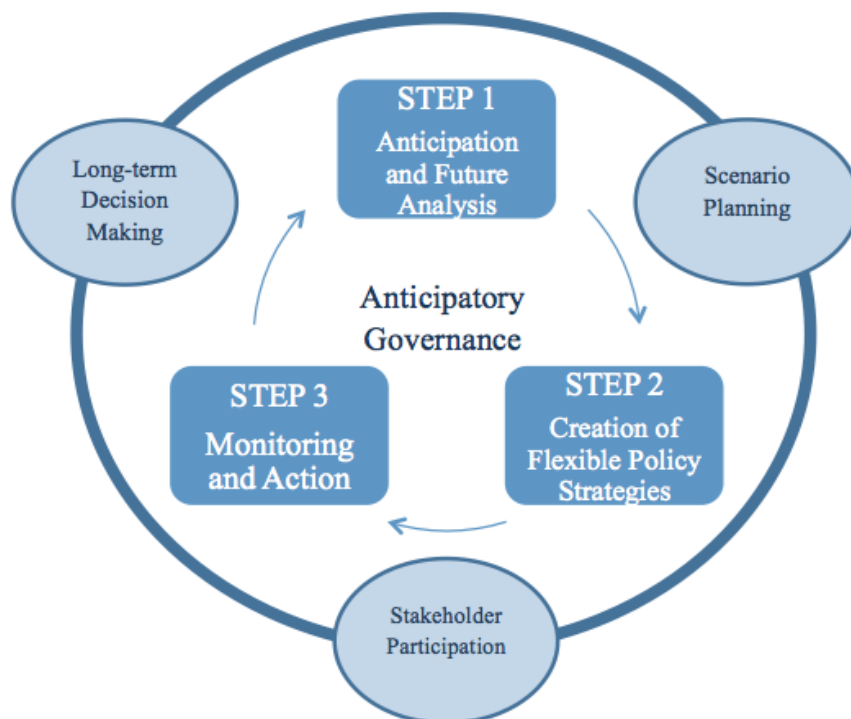 STEP 1
Anticipation
and Future
Analysis
Long-term
Decision
Making
Scenario
Planning
Anticipatory
Governance
STEP 3
Monitoring
and Action
STEP 2
Creation of
Flexible Policy
Strategies
Stakeholder
Participation